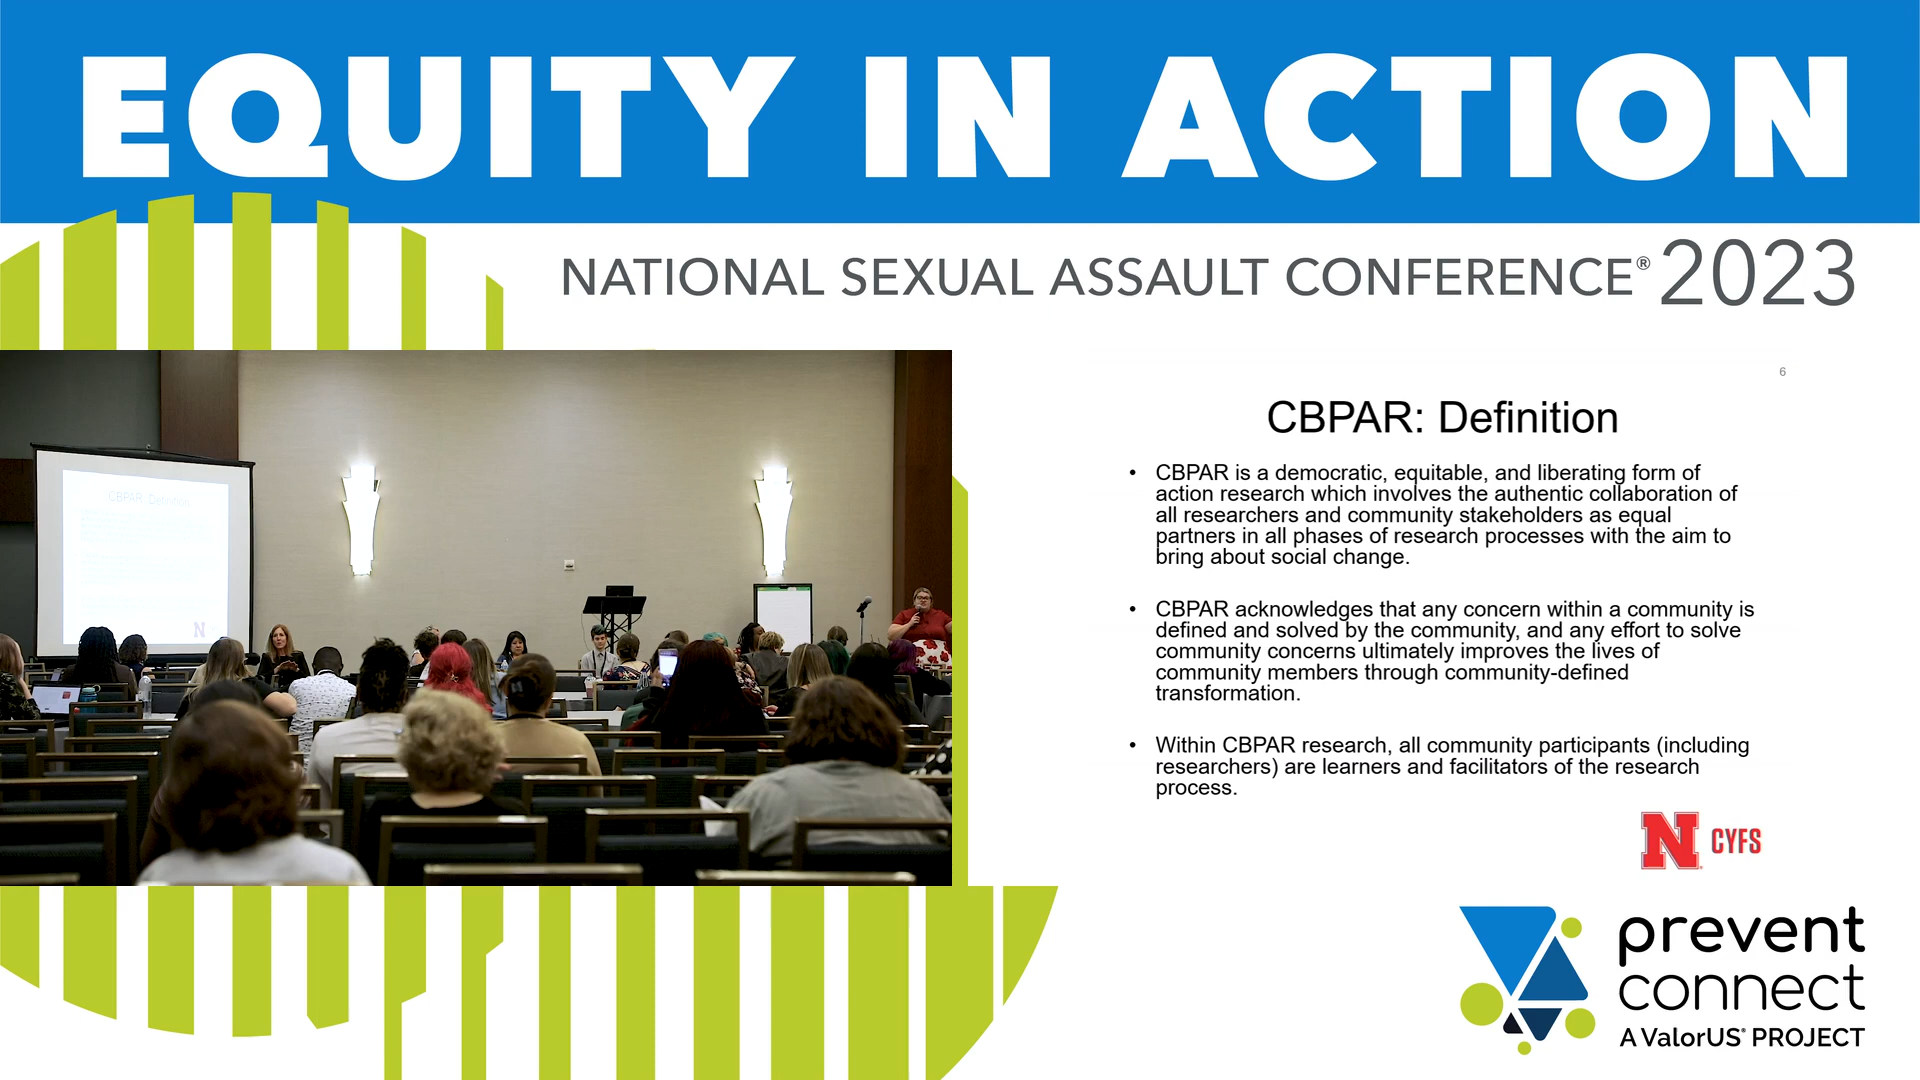 EQUITY IN ACTION
NATIONAL SEXUAL ASSAULT CONFERENCE® 2023
6
CBPAR: Definition
CBPAR: Definition
• CBPAR is a democratic, equitable, and liberating form of
action research which involves the authentic collaboration of
all researchers and community stakeholders as equal
partners in all phases of research processes with the aim to
bring about social change.
• CBPAR acknowledges that any concern within a community is
defined and solved by the community, and any effort to solve
community concerns ultimately improves the lives of
community members through community-defined
transformation.
• Within CBPAR research, all community participants (including
researchers) are learners and facilitators of the research
process.
N
N CYFS
prevent
connect
A ValorUS® PROJECT